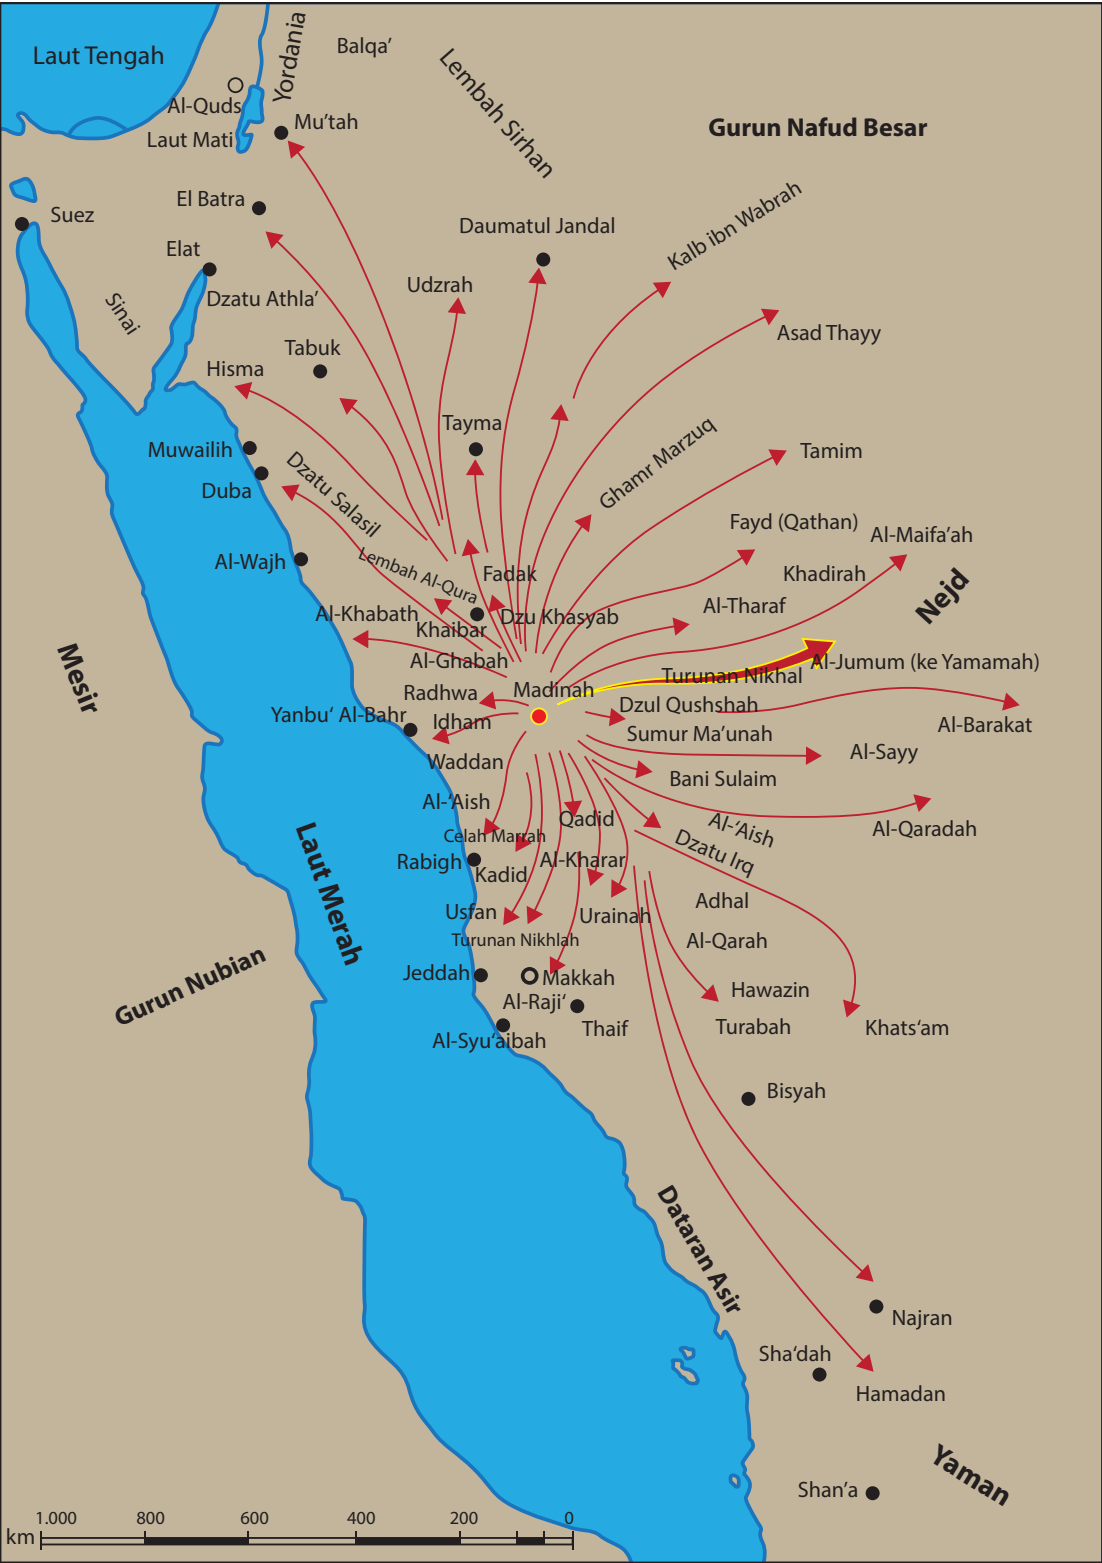 Laut Tengah
Yordania
Balqa’
Lembah Sirhan
Al-Quds
Laut Mati
Mu’tah
Gurun Nafud Besar
Suez
El Batra
Daumatul Jandal
Kalb ibn Wabrah
Elat
Sinai
Dzatu Athla’
Udzrah
Asad Thayy
Hisma
Tabuk
Tayma
Ghamr Marzuq
Tamim
Muwailih
Duba
Dzatu Salasil
Fayd (Qathan)
Al-Maifa’ah
Al-Wajh
Lembah Al-Qura
Fadak
Khadirah
Nejd
Al-Khabath
Khaibar
Dzu Khasyab
Al-Tharaf
Mesir
Al-Ghabah
Al-Jumum (ke Yamamah)
Turunan Nikhal
Radhwa
Madinah
Dzul Qushshah
Yanbu‘ Al-Bahr
Idham
Sumur Ma’unah
Al-Barakat
Waddan
Al-Sayy
Bani Sulaim
Al-‘Aish
Qadid
Al-‘Aish
Al-Qaradah
Celah Marrah
Dzatu Irq
Rabigh
Kadid
Al-Kharar
Laut Merah
Adhal
Usfan
Urainah
Turunan Nikhlah
Al-Qarah
Gurun Nubian
Jeddah
Makkah
Hawazin
Al-Raji‘
Thaif
Turabah
Khats‘am
Al-Syu‘aibah
Bisyah
Dataran Asir
Najran
Sha‘dah
Hamadan
Yaman
Shan’a
1.000 800 600 400 200 0
km